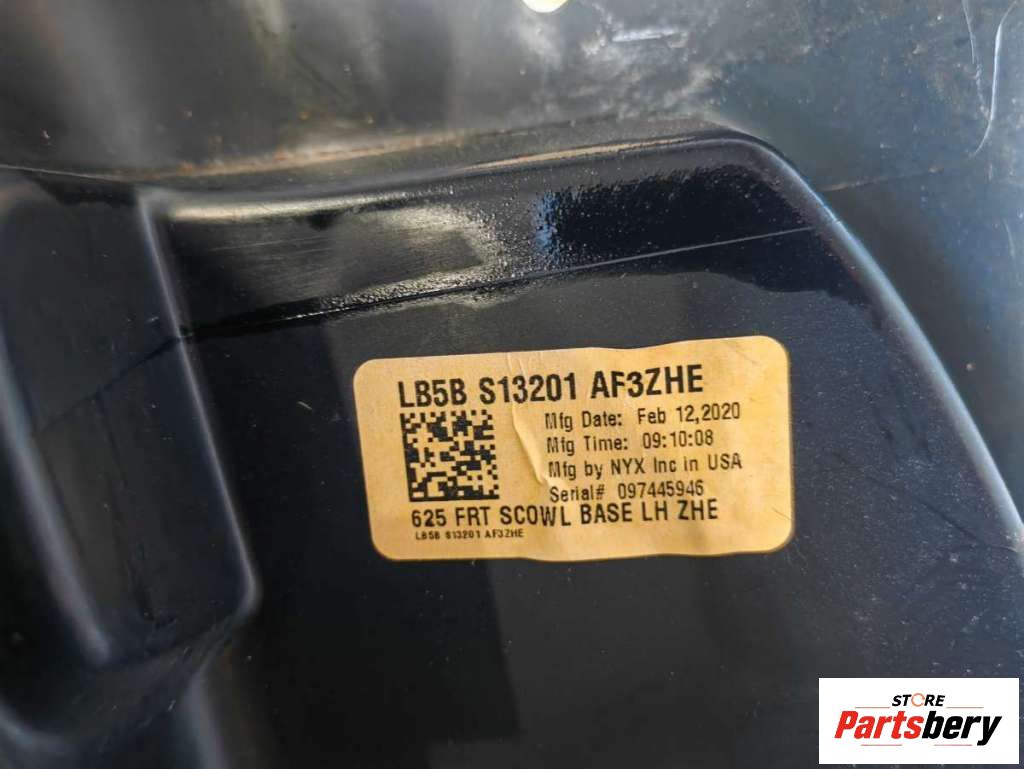 LB5B S13201 AF3ZHE
Mfg Date: Feb 12,2020
Mfg Time: 09:10:08
Mfg by NYX Inc in USA
Serial# 097445946
625 FRT SCOWL BASE LH ZHE
LB5B S13201 AF3ZHE
STORE
Partsbery